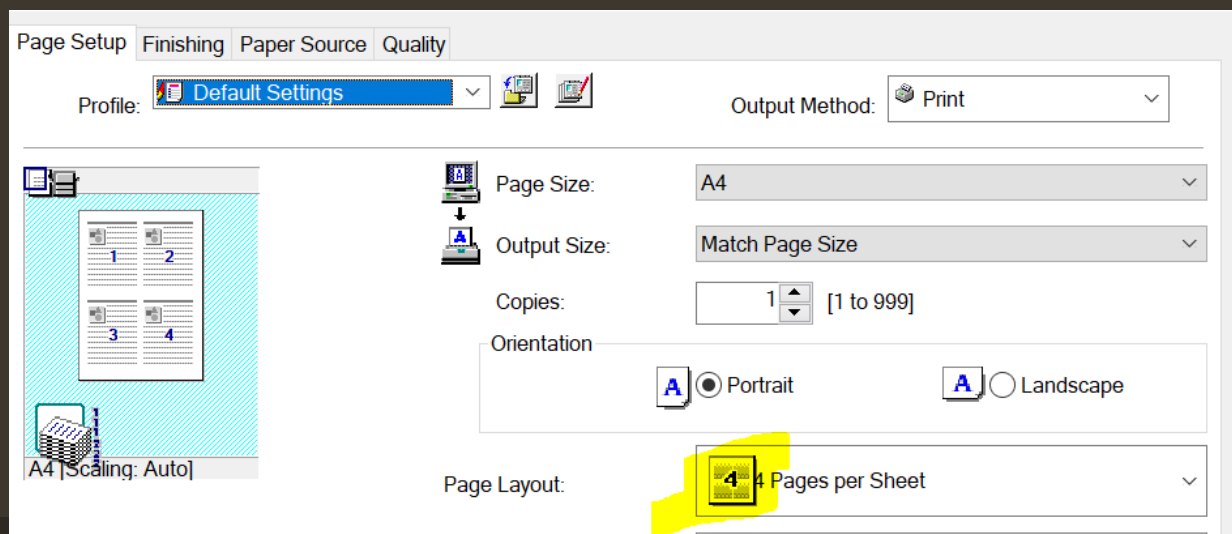 Page Setup Finishing Paper Source Quality
Profile: Default Settings
Output Method: Print
Page Size: A4
1 2
Output Size: Match Page Size
Copies: 1 [1 to 999]
3 4
Orientation
A Portrait A Landscape
A4 [Scaling: Auto]
Page Layout: 4 4 Pages per Sheet